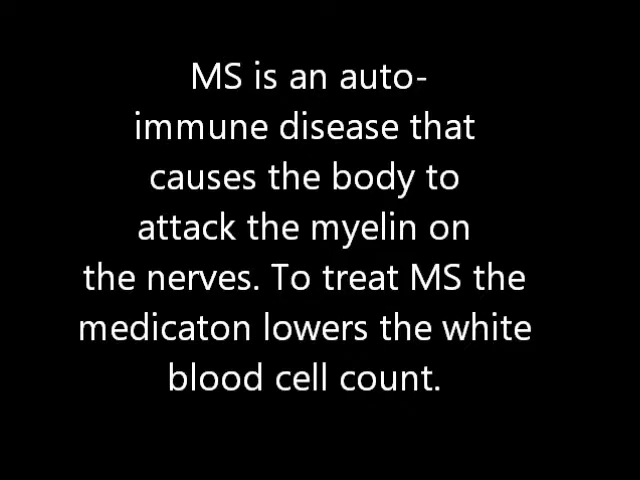 MS is an auto-
immune disease that
causes the body to
attack the myelin on
the nerves. To treat MS the
medicaton lowers the white
blood cell count.